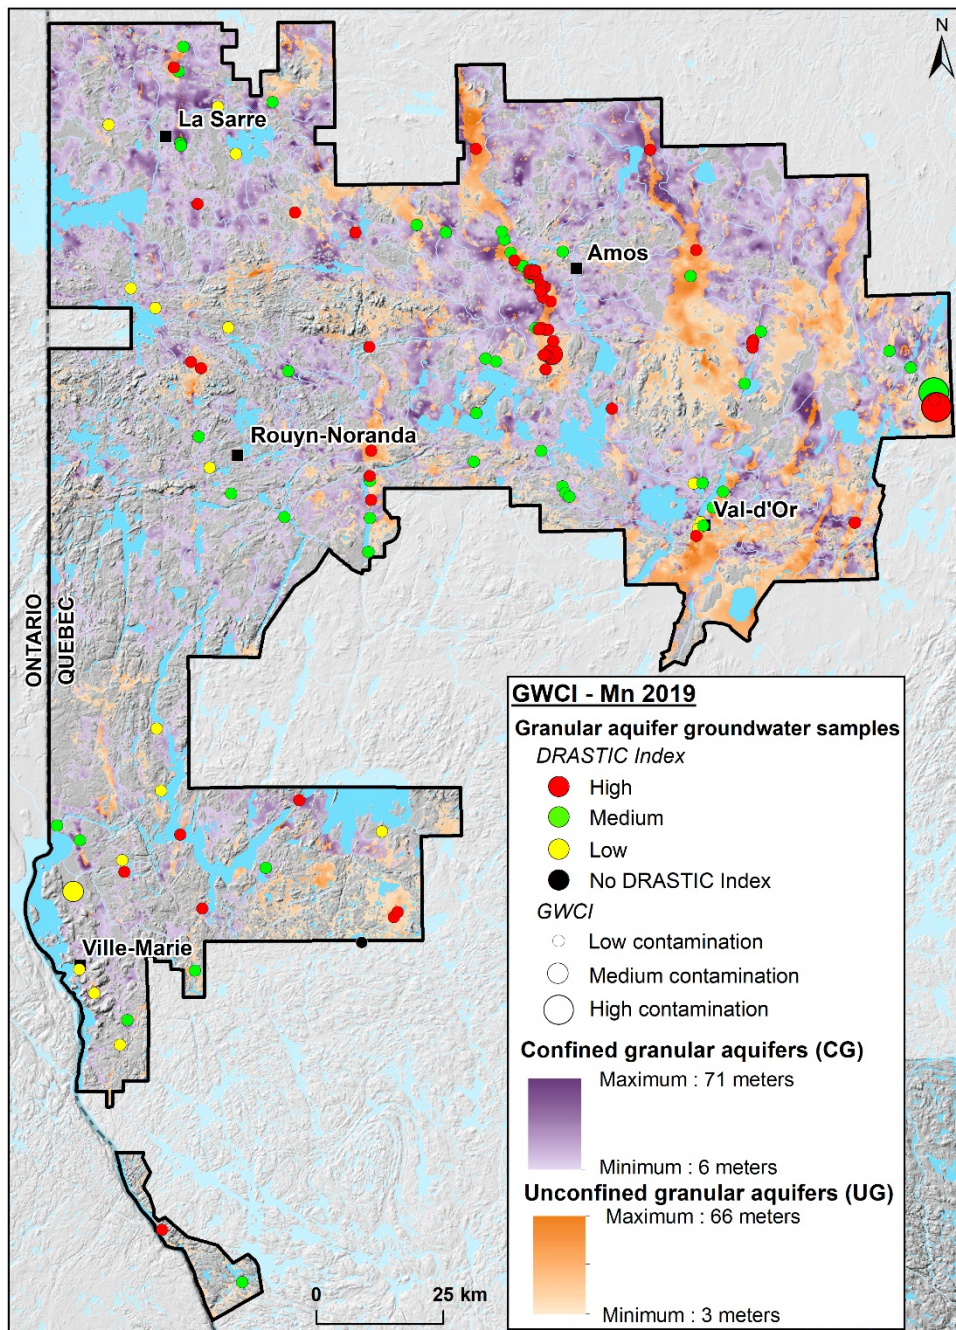 N
La Sarre
Amos
Rouyn-Noranda
Val-d'Or
ONTARIO
QUEBEC
Ville-Marie
GWCI - Mn 2019
Granular aquifer groundwater samples
DRASTIC Index
High
Medium
Low
No DRASTIC Index
GWCI
Low contamination
Medium contamination
High contamination
Confined granular aquifers (CG)
Maximum : 71 meters
Minimum : 6 meters
Unconfined granular aquifers (UG)
Maximum : 66 meters
Minimum : 3 meters
0 25 km